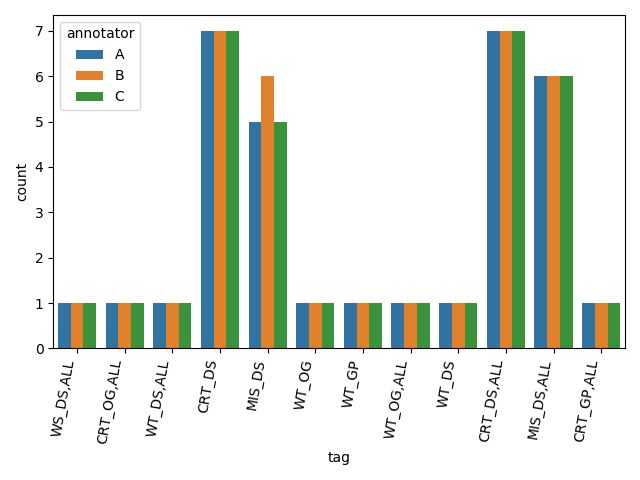 annotator
A
B
C
7
6
5
4
3
2
1
0
count
WS_DS,ALL
CRT_OG,ALL
WT_DS,ALL
CRT_DS
MIS_DS
WT_OG
WT_GP
WT_OG,ALL
WT_DS
CRT_DS,ALL
MIS_DS,ALL
CRT_GP,ALL
tag